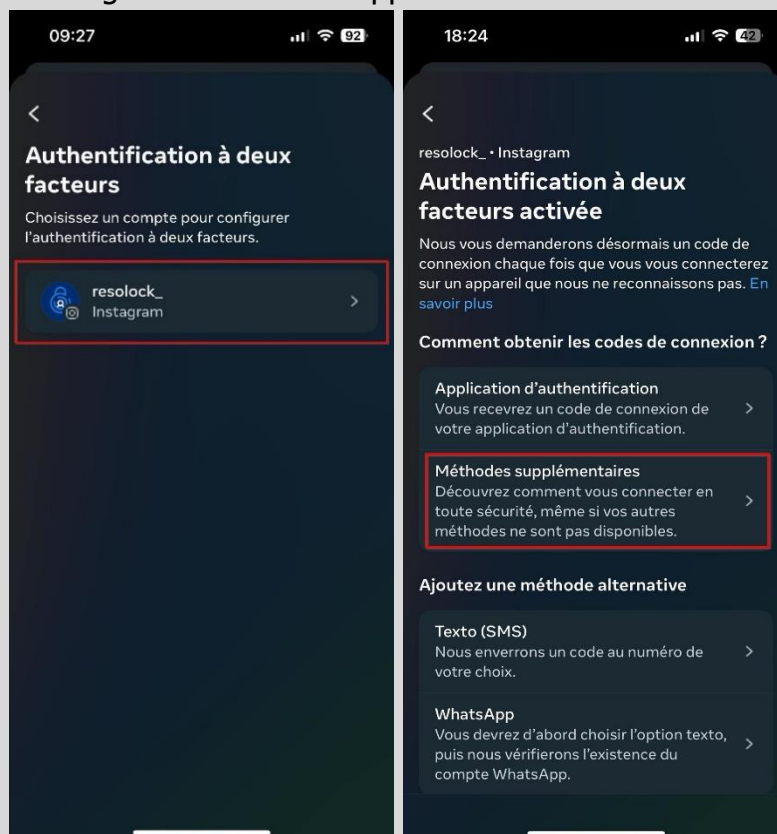 09:27
92
Authentification à deux
facteurs
Choisissez un compte pour configurer
l'authentification à deux facteurs.
resolock_
Instagram
18:24
42
resolock_ • Instagram
Authentification à deux
facteurs activée
Nous vous demanderons désormais un code de
connexion chaque fois que vous vous connecterez
sur un appareil que nous ne reconnaissons pas. En
savoir plus
Comment obtenir les codes de connexion ?
Application d'authentification
Vous recevrez un code de connexion de
votre application d'authentification.
Méthodes supplémentaires
Découvrez comment vous connecter en
toute sécurité, même si vos autres
méthodes ne sont pas disponibles.
Ajoutez une méthode alternative
Texto (SMS)
Nous enverrons un code au numéro de
votre choix.
WhatsApp
Vous devrez d'abord choisir l'option texto,
puis nous vérifierons l'existence du
compte WhatsApp.